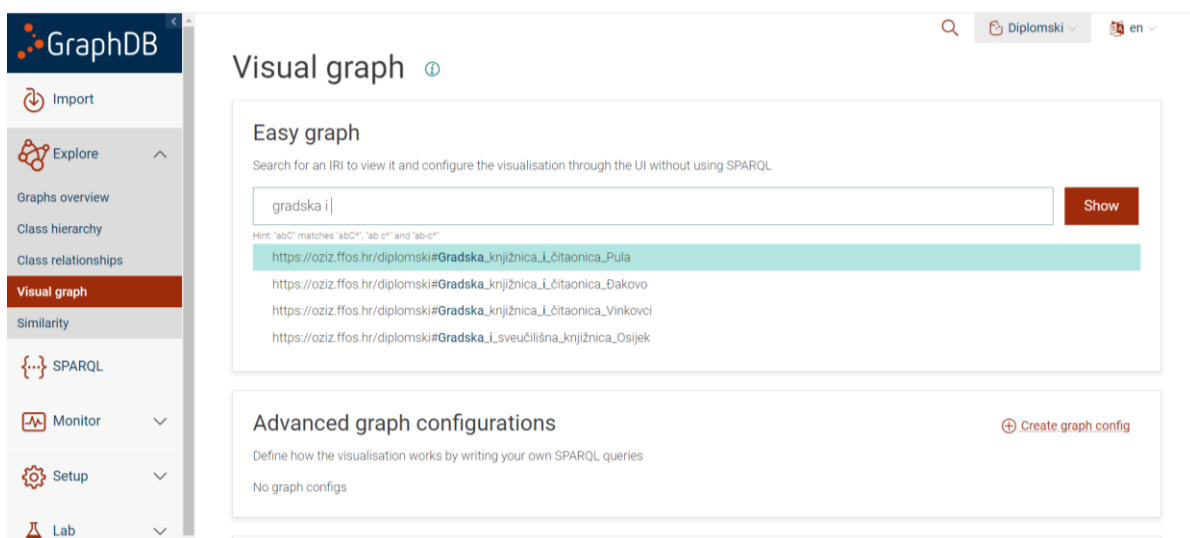 GraphDB
Import
Explore
Graphs overview
Class hierarchy
Class relationships
Visual graph
Similarity
{···} SPARQL
Monitor
Setup
Lab
Diplomski
en
Visual graph
Easy graph
Search for an IRI to view it and configure the visualisation through the UI without using SPARQL
gradska i
Show
Hint: "abC" matches "abC*", "ab c*" and "ab-c*"
https://oziz.ffos.hr/diplomski#Gradska_knjižnica_i_čitaonica_Pula
https://oziz.ffos.hr/diplomski#Gradska_knjižnica_i_čitaonica_Đakovo
https://oziz.ffos.hr/diplomski#Gradska_knjižnica_i_čitaonica_Vinkovci
https://oziz.ffos.hr/diplomski#Gradska_i_sveučilišna_knjižnica_Osijek
Advanced graph configurations
Create graph config
Define how the visualisation works by writing your own SPARQL queries
No graph configs